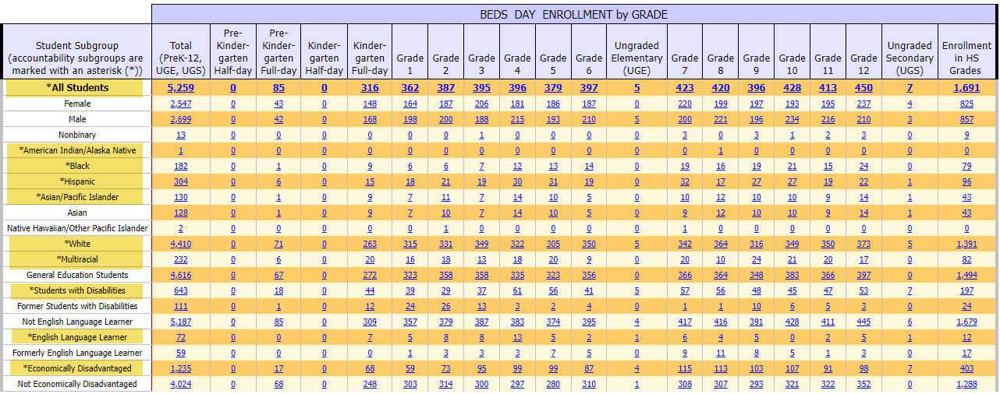 BEDS DAY ENROLLMENT by GRADE
Student Subgroup (accountability subgroups are marked with an asterisk (*)) Total (PreK-12, UGE, UGS) Pre-Kinder-garten Half-day Pre-Kinder-garten Full-day Kinder-garten Half-day Kinder-garten Full-day Grade 1 Grade 2 Grade 3 Grade 4 Grade 5 Grade 6 Ungraded Elementary (UGE) Grade 7 Grade 8 Grade 9 Grade 10 Grade 11 Grade 12 Ungraded Secondary (UGS) Enrollment in HS Grades
*All Students 5,259 0 85 0 316 362 387 395 396 379 397 5 423 420 396 428 413 450 7 1,691
Female 2,547 0 43 0 148 164 187 206 181 186 187 0 220 199 197 193 195 237 4 825
Male 2,699 0 42 0 168 198 200 188 215 193 210 5 200 221 196 234 216 210 3 857
Nonbinary 13 0 0 0 0 0 0 1 0 0 0 0 3 0 3 1 2 3 0 9
*American Indian/Alaska Native 1 0 0 0 0 0 0 0 0 0 0 0 0 1 0 0 0 0 0 0
*Black 182 0 1 0 9 6 6 7 12 13 14 0 19 16 19 21 15 24 0 79
*Hispanic 304 0 6 0 15 18 21 19 30 31 19 0 32 17 27 27 19 22 1 96
*Asian/Pacific Islander 130 0 1 0 9 7 11 7 14 10 5 0 10 12 10 10 9 14 1 43
Asian 128 0 1 0 9 7 10 7 14 10 5 0 9 12 10 10 9 14 1 43
Native Hawaiian/Other Pacific Islander 2 0 0 0 0 0 1 0 0 0 0 0 1 0 0 0 0 0 0 0
*White 4,410 0 71 0 263 315 331 349 322 305 350 5 342 364 316 349 350 373 5 1,391
*Multiracial 232 0 6 0 20 16 18 13 18 20 9 0 20 10 24 21 20 17 0 82
General Education Students 4,616 0 67 0 272 323 358 358 335 323 356 0 366 364 348 383 366 397 0 1,494
*Students with Disabilities 643 0 18 0 44 39 29 37 61 56 41 5 57 56 48 45 47 53 7 197
Former Students with Disabilities 111 0 1 0 12 24 26 13 3 2 4 0 1 1 10 6 5 3 0 24
Not English Language Learner 5,187 0 85 0 309 357 379 387 383 374 395 4 417 416 391 428 411 445 6 1,679
*English Language Learner 72 0 0 0 7 5 8 8 13 5 2 1 6 4 5 0 2 5 1 12
Formerly English Language Learner 59 0 0 0 0 1 3 3 3 7 5 0 9 11 8 5 1 3 0 17
*Economically Disadvantaged 1,235 0 17 0 68 59 73 95 99 99 87 4 115 113 103 107 91 98 7 403
Not Economically Disadvantaged 4,024 0 68 0 248 303 314 300 297 280 310 1 308 307 293 321 322 352 0 1,288